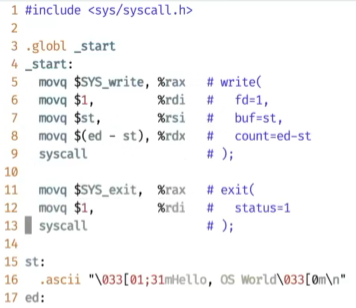 1 #include <sys/syscall.h>
2
3 .globl _start
4 _start:
5   movq $SYS_write, %rax   # write(
6   movq $1,         %rdi   #   fd=1,
7   movq $st,        %rsi   #   buf=st,
8   movq $(ed - st), %rdx   #   count=ed-st
9   syscall                 # );
10
11   movq $SYS_exit,  %rax   # exit(
12   movq $1,         %rdi   #   status=1
13   syscall                 # );
14
15 st:
16   .ascii "\033[01;31mHello, OS World\033[0m\n"
17 ed: